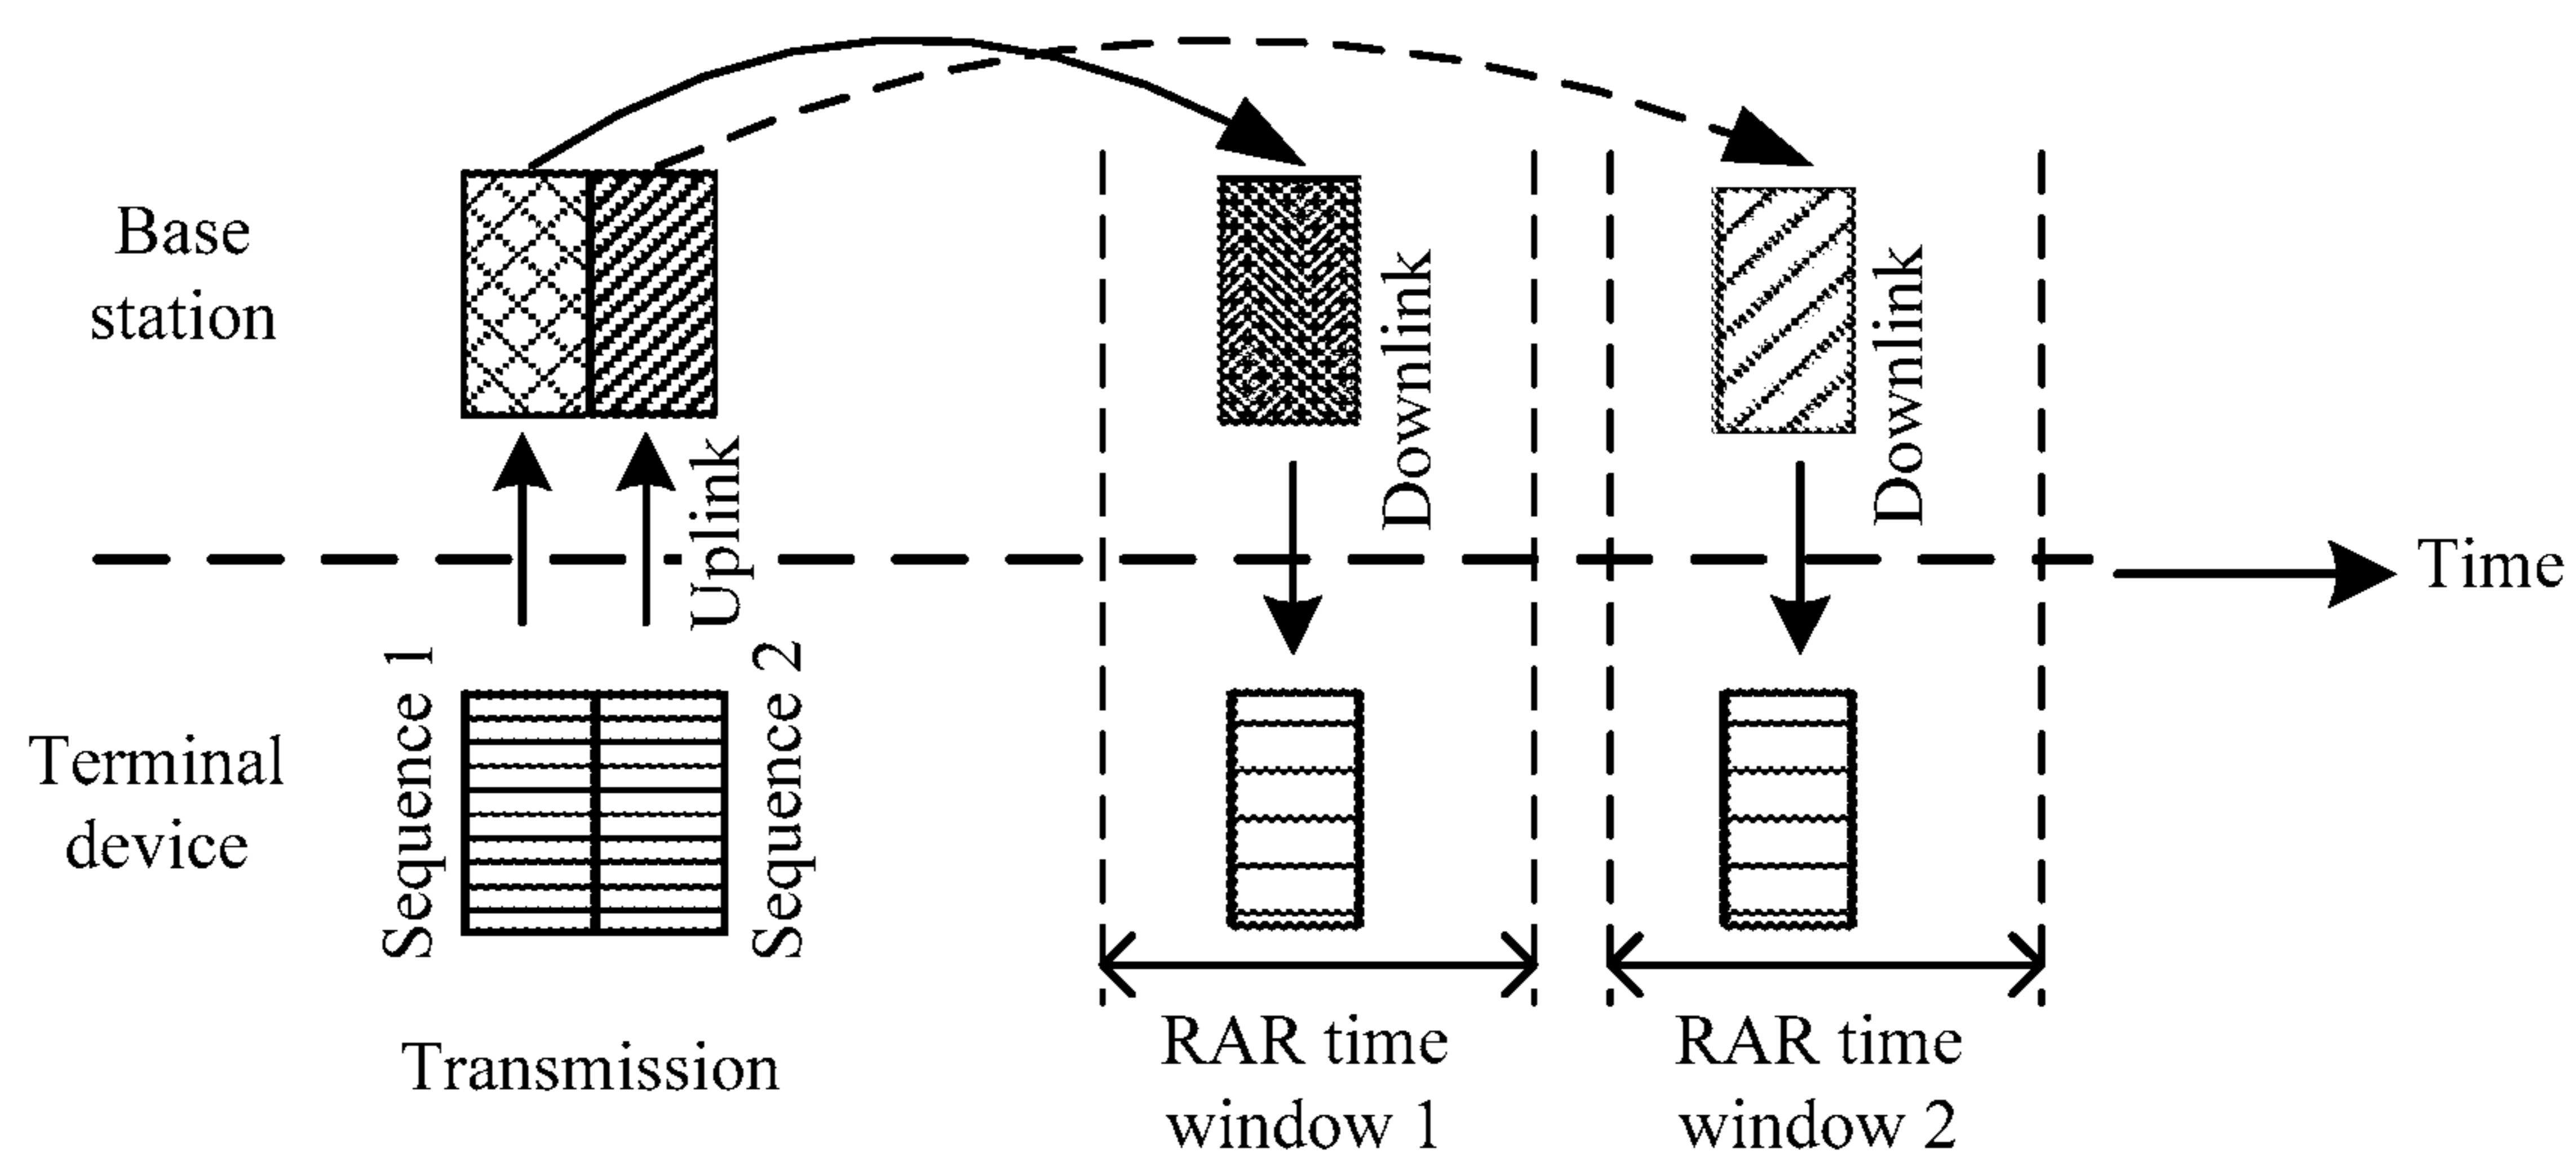 Base
station
Uplink
Downlink
Downlink
Time
Terminal
device
Sequence 1
Sequence 2
Transmission
RAR time
window 1
RAR time
window 2